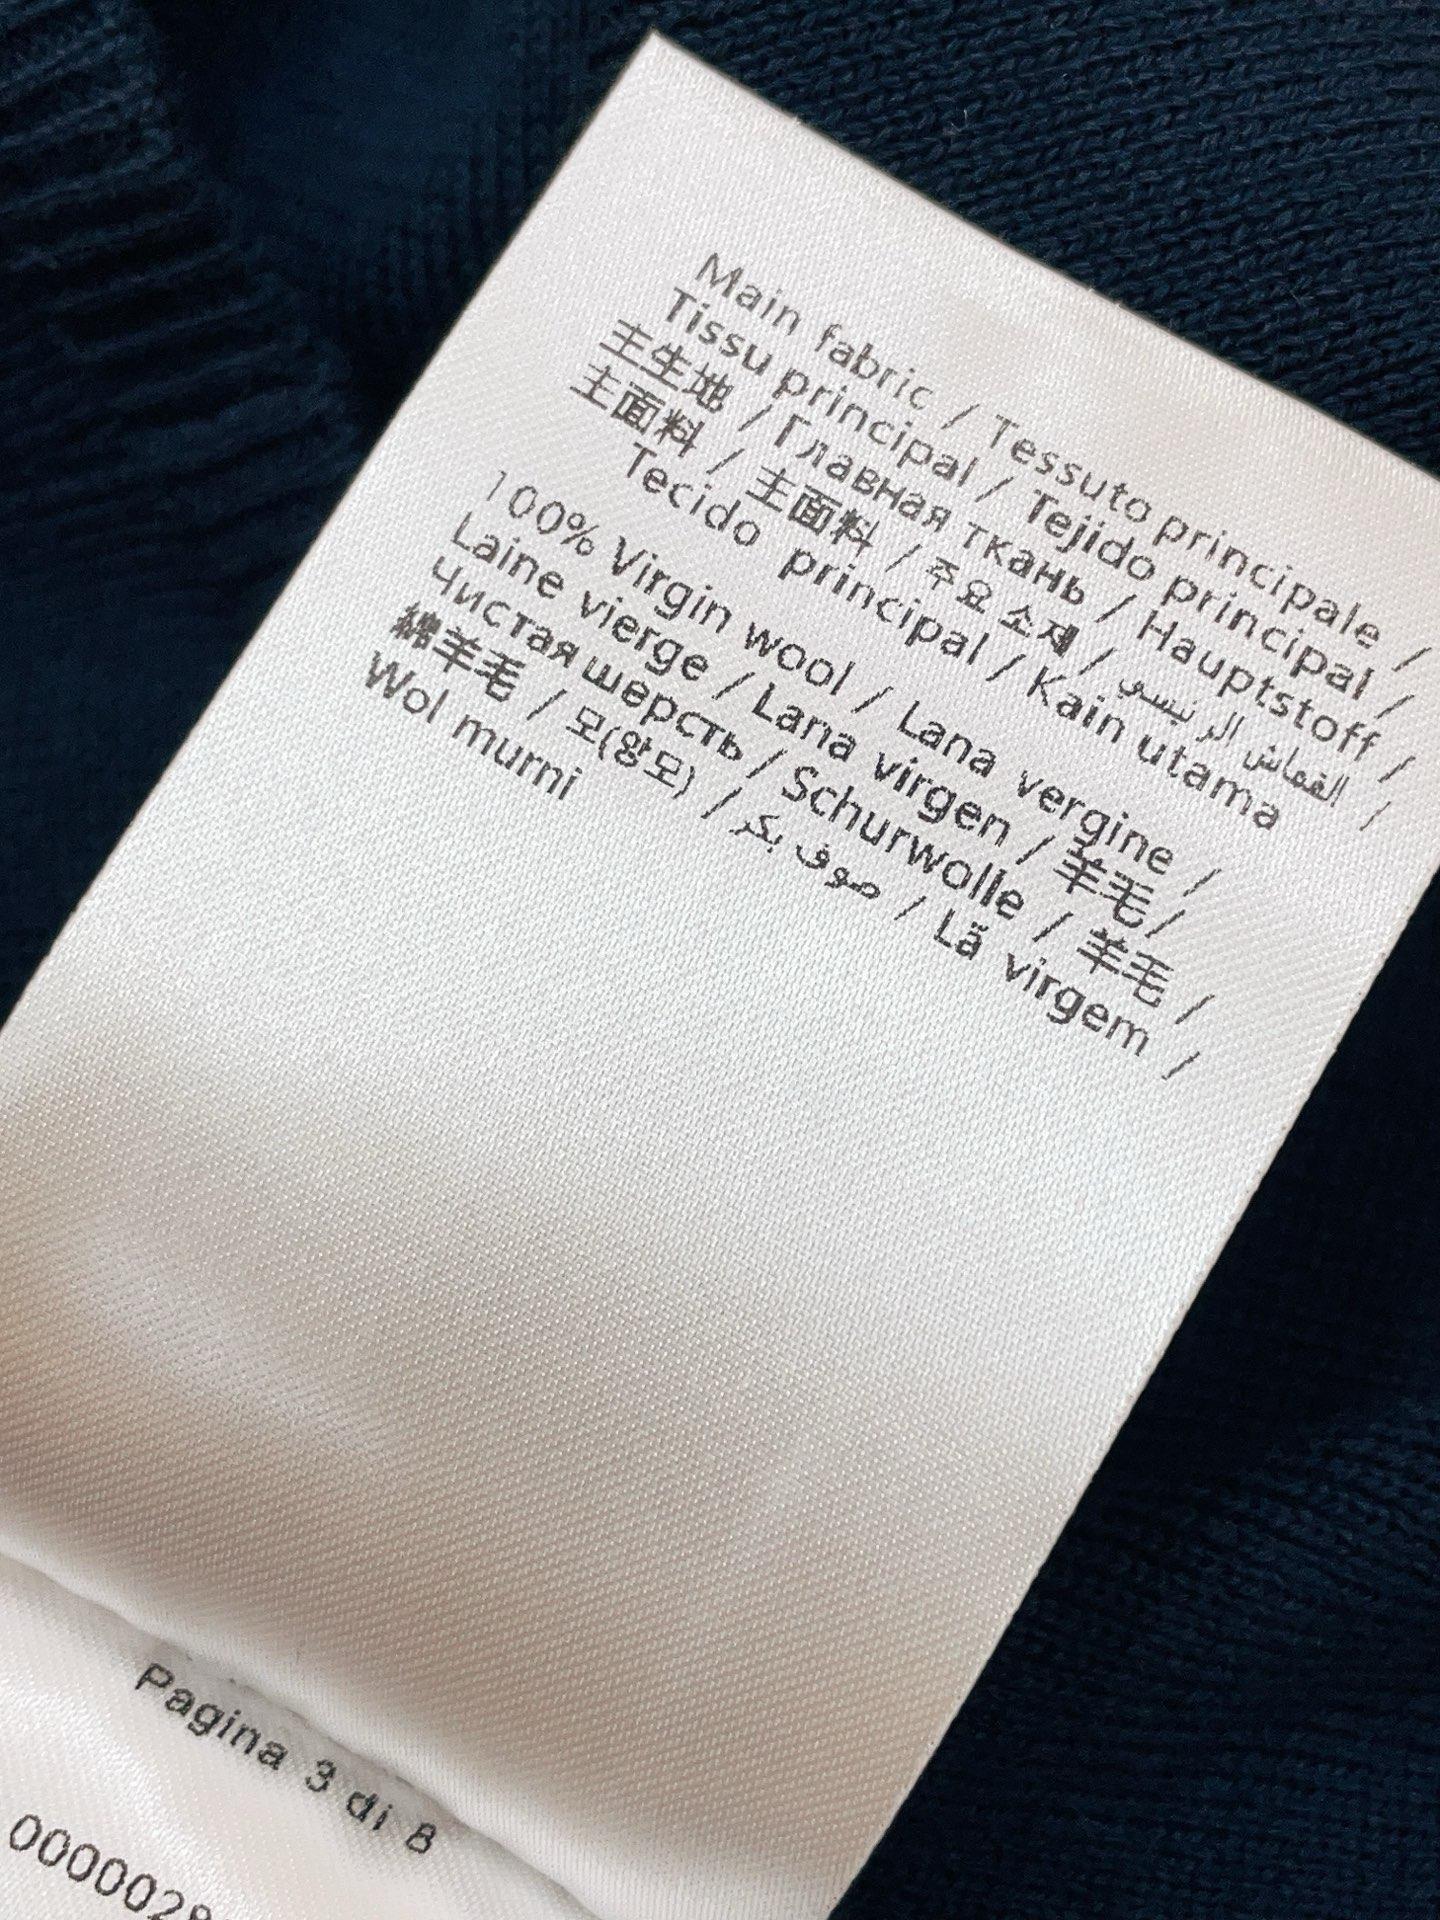 Main fabric / Tessuto principale /
Tissu principal / Tejido principal /
主生地 / Главная ткань / Hauptstoff /
主面料 / 主面料 / 주요 소재 / القماش الرئيسي /
Tecido principal / Kain utama
100% Virgin wool / Lana vergine /
Laine vierge / Lana virgen / 羊毛 /
Чистая шерсть / Schurwolle / 羊毛 /
綿羊毛 / 모(양모) / صوف بكر / Lã virgem /
Wol murni
Pagina 3 di 8
0000028